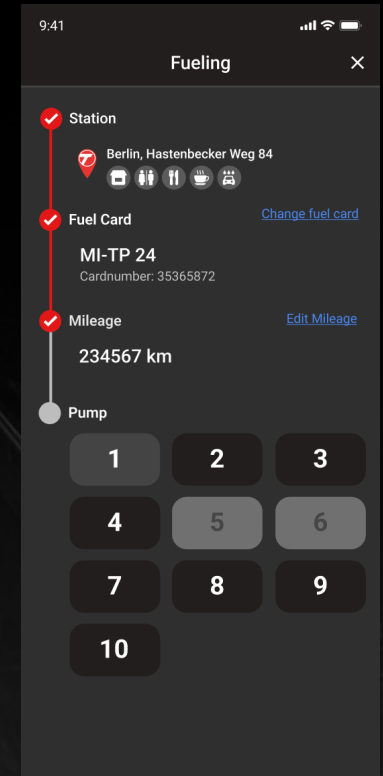 9:41
Fueling
Station
Berlin, Hastenbecker Weg 84
Fuel Card
Change fuel card
MI-TP 24
Cardnumber: 35365872
Mileage
Edit Mileage
234567 km
Pump
1 2 3
4 5 6
7 8 9
10